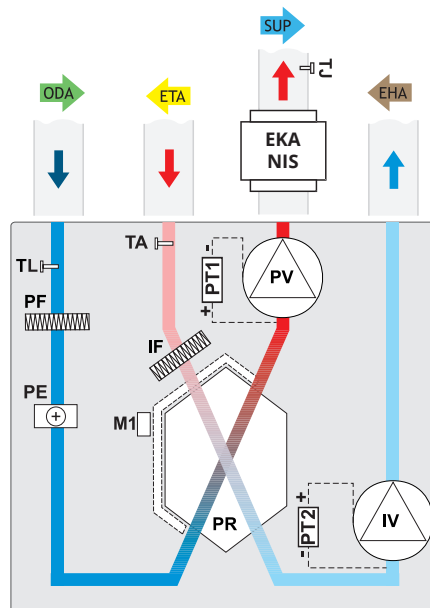 SUP
ODA
ETA
TJ
EHA
EKA
NIS
TA
TL
-
PT1
+
PV
PF
IF
PE
+
M1
PR
+
PT2
-
IV